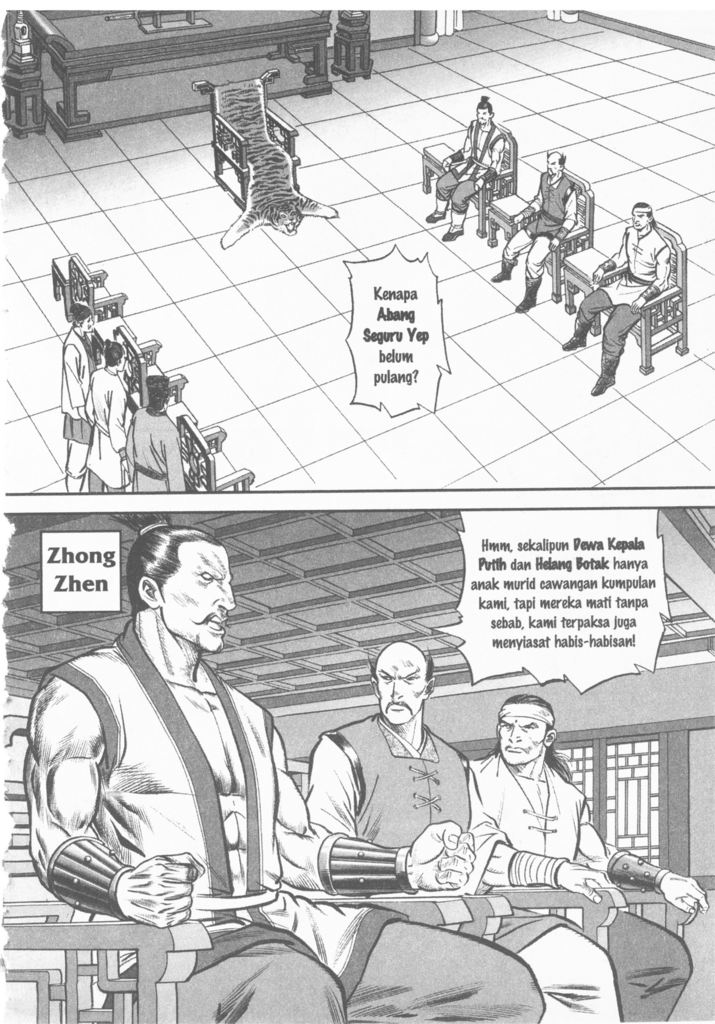 Kenapa
Abang
Seguru Yep
belum
pulang?
Zhong
Zhen
Hmm, sekalipun Dewa Kepala
Putih dan Helang Botak hanya
anak murid cawangan kumpulan
kami, tapi mereka mati tanpa
sebab, kami terpaksa juga
menyiasat habis-habisan!